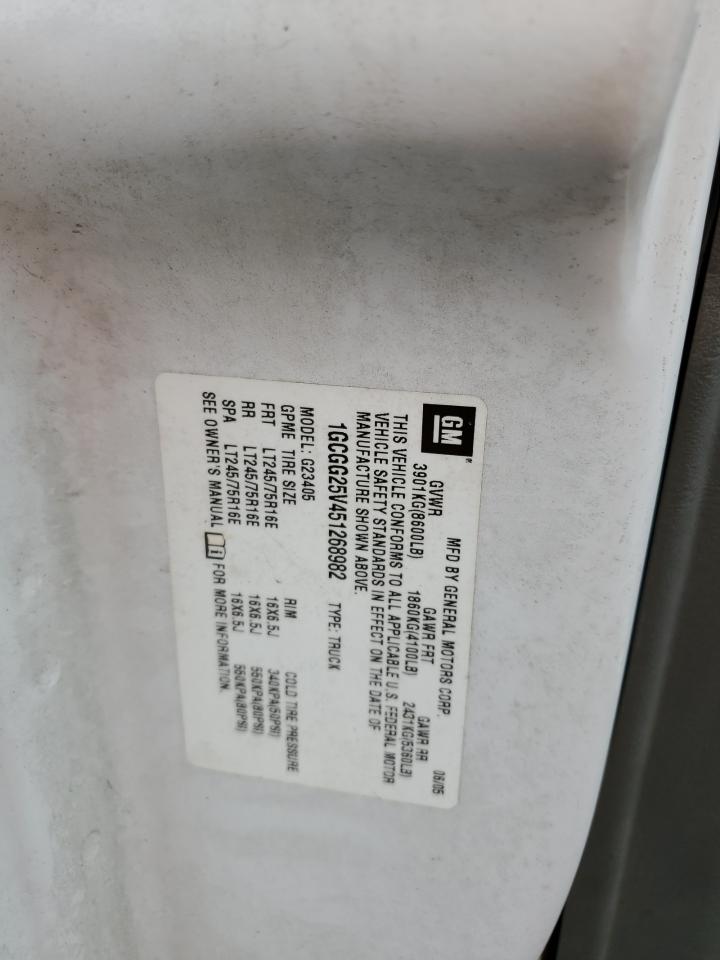 GM
MFD BY GENERAL MOTORS CORP. 06/05
GVWR GAWR FRT GAWR RR
3901KG(8600LB) 1860KG(4100LB) 2431KG(5360LB)
THIS VEHICLE CONFORMS TO ALL APPLICABLE U.S. FEDERAL MOTOR
VEHICLE SAFETY STANDARDS IN EFFECT ON THE DATE OF
MANUFACTURE SHOWN ABOVE.
1GCGG25V451268982 TYPE: TRUCK
MODEL: G23405
GPME TIRE SIZE RIM COLD TIRE PRESSURE
FRT LT245/75R16E 16X6.5J 340KPA(50PSI)
RR LT245/75R16E 16X6.5J 550KPA(80PSI)
SPA LT245/75R16E 16X6.5J 550KPA(80PSI)
SEE OWNER'S MANUAL i FOR MORE INFORMATION.